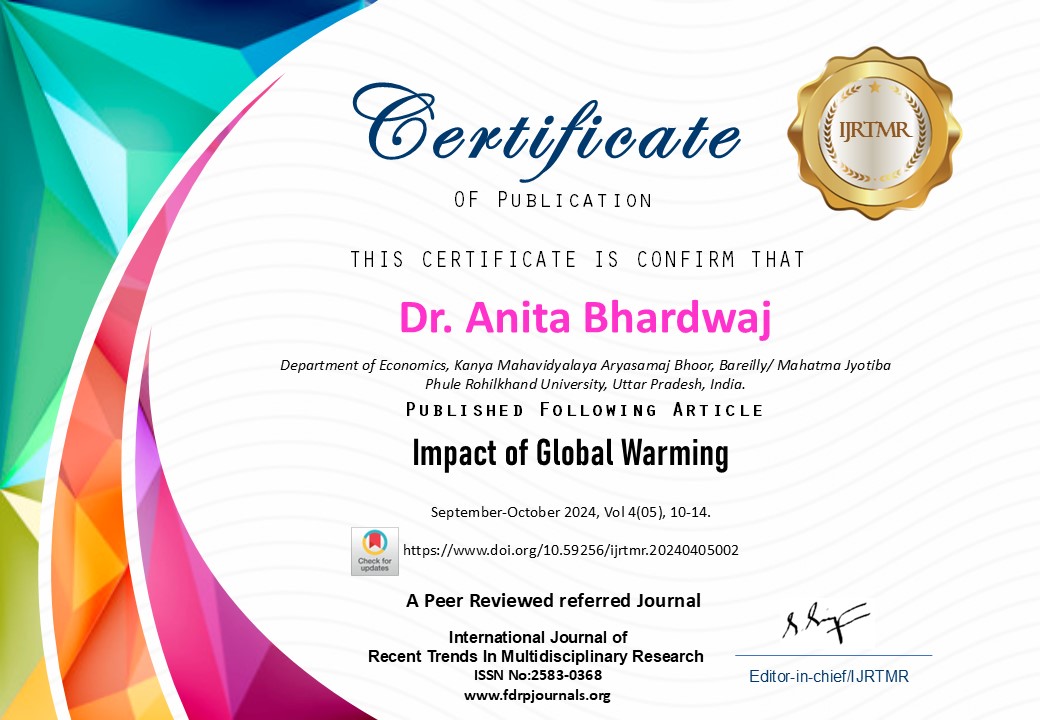 Certificate
OF PUBLICATION
IJRTMR
THIS CERTIFICATE IS CONFIRM THAT
Dr. Anita Bhardwaj
Department of Economics, Kanya Mahavidyalaya Aryasamaj Bhoor, Bareilly/ Mahatma Jyotiba
Phule Rohilkhand University, Uttar Pradesh, India.
PUBLISHED FOLLOWING ARTICLE
Impact of Global Warming
September-October 2024, Vol 4(05), 10-14.
Check for
updates
https://www.doi.org/10.59256/ijrtmr.20240405002
A Peer Reviewed referred Journal
International Journal of
Recent Trends In Multidisciplinary Research
ISSN No:2583-0368
www.fdrpjournals.org
Editor-in-chief/IJRTMR